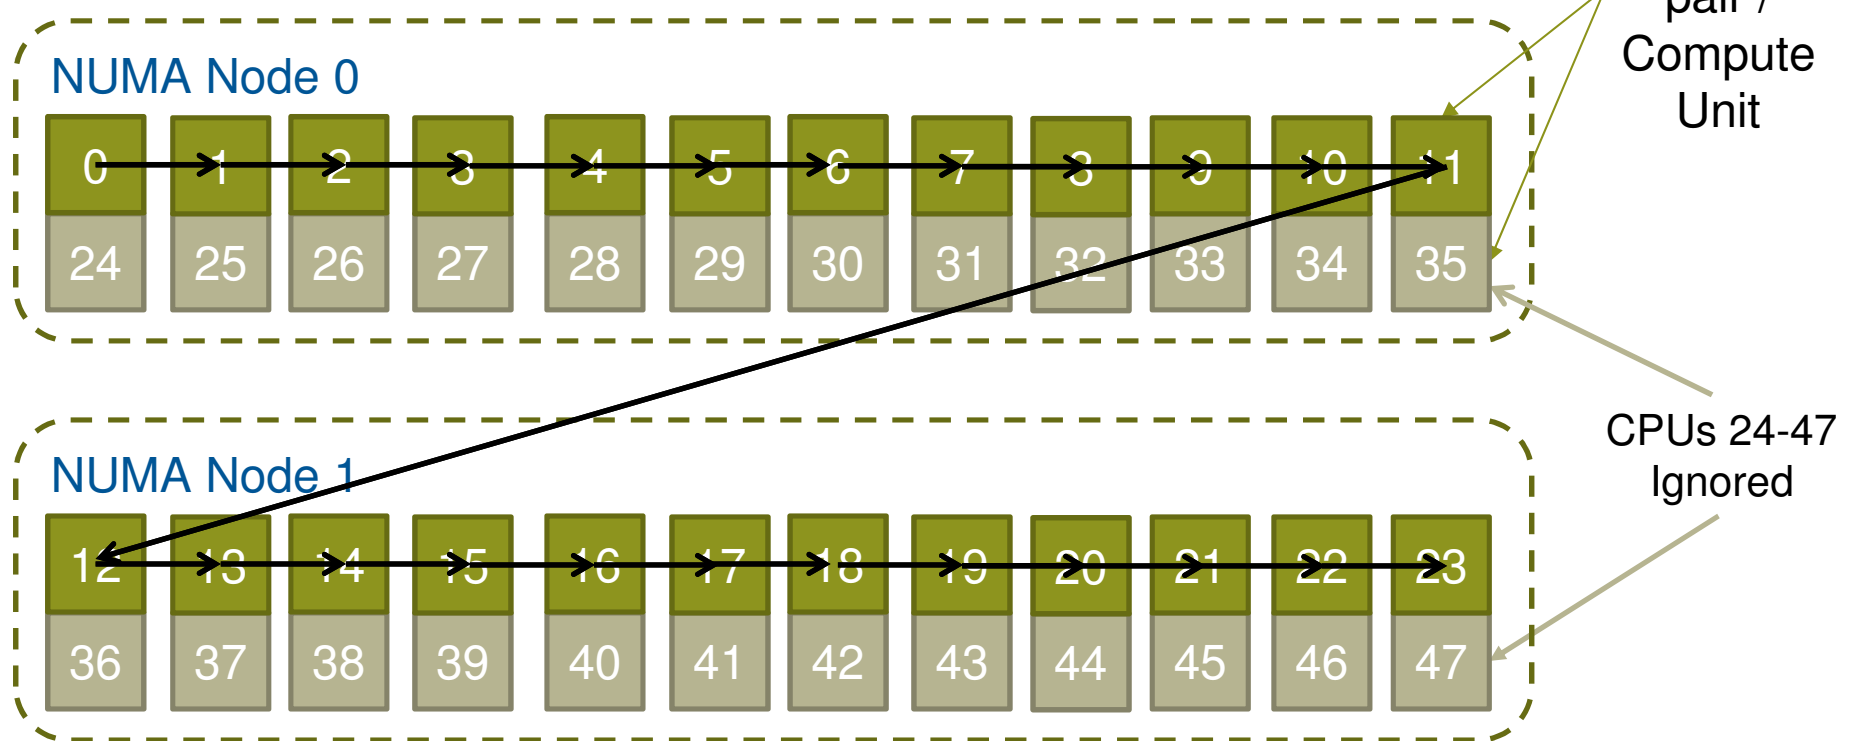 pair /
Compute
Unit
NUMA Node 0
0 1 2 3 4 5 6 7 8 9 10 11
24 25 26 27 28 29 30 31 32 33 34 35
CPUs 24-47
Ignored
NUMA Node 1
12 13 14 15 16 17 18 19 20 21 22 23
36 37 38 39 40 41 42 43 44 45 46 47